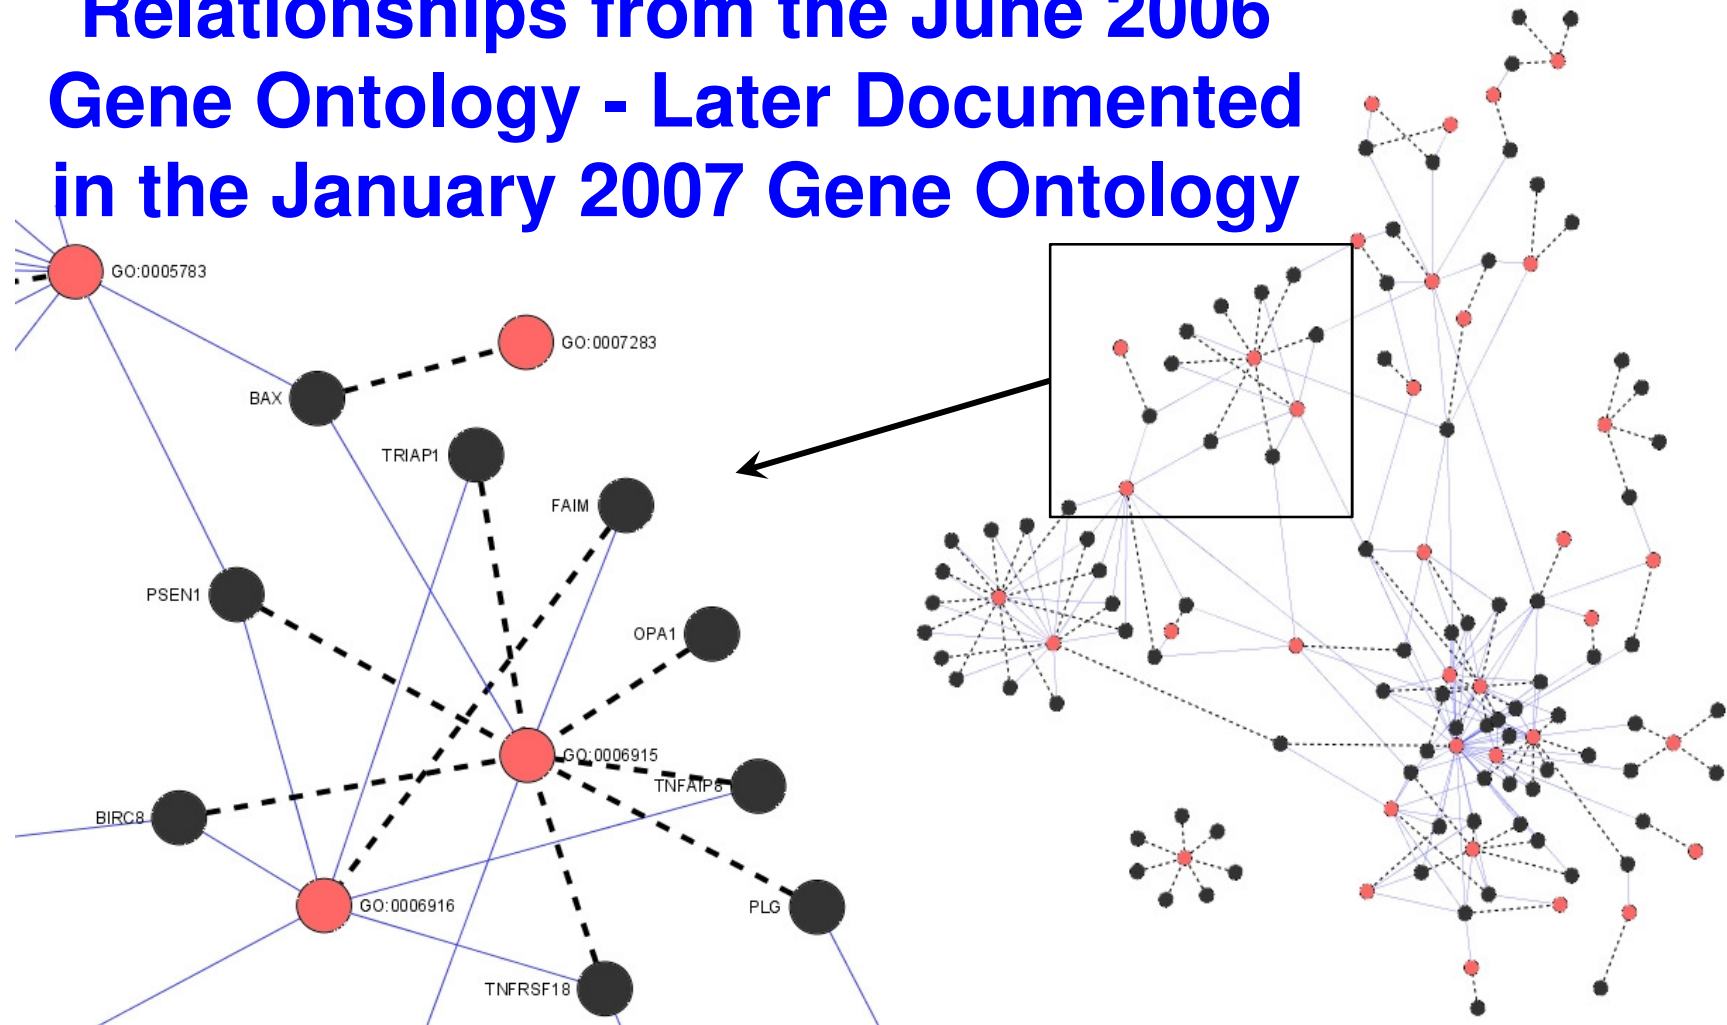 Relationships from the June 2006
Gene Ontology - Later Documented
in the January 2007 Gene Ontology
GO:0005783
GO:0007283
BAX
TRIAP1
FAIM
PSEN1
OPA1
GO:0006915
TNFAIP8
BIRC8
GO:0006916
PLG
TNFRSF18